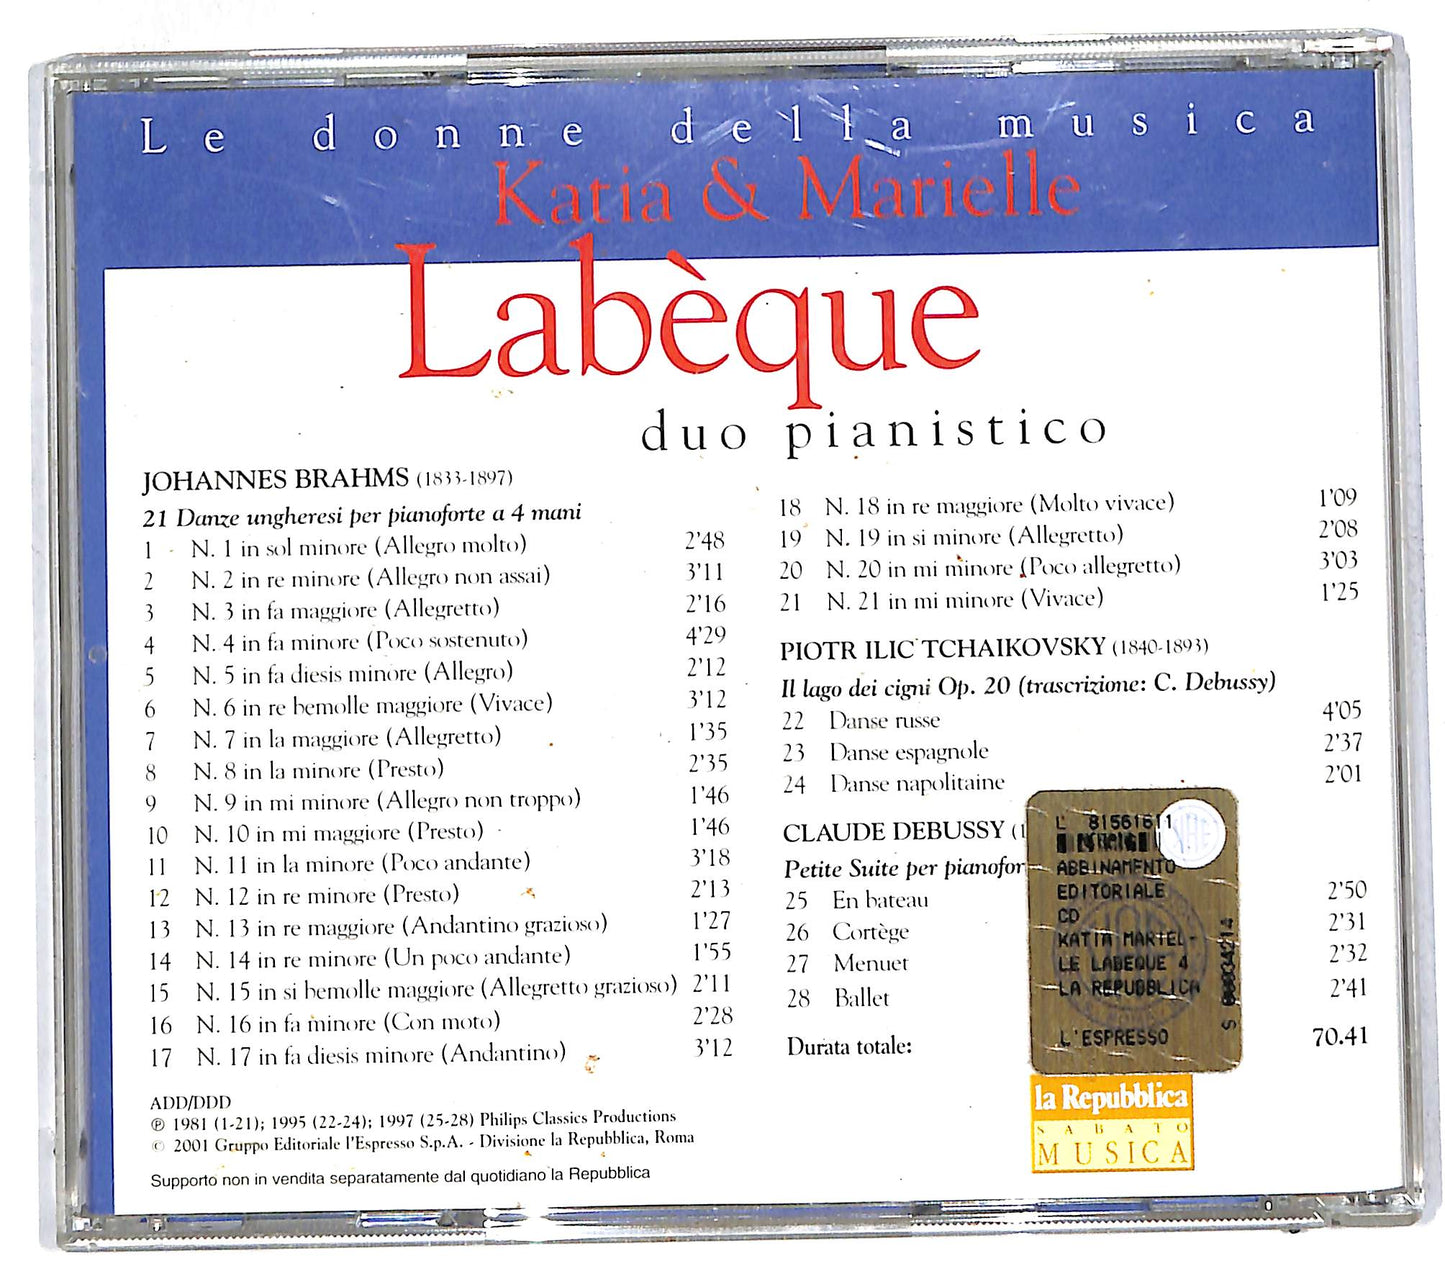 Le donne della musica
Katia & Marielle
Labèque
duo pianistico
JOHANNES BRAHMS (1833-1897)
21 Danze ungheresi per pianoforte a 4 mani
1 N. 1 in sol minore (Allegro molto) 2'48
2 N. 2 in re minore (Allegro non assai) 3'11
3 N. 3 in fa maggiore (Allegretto) 2'16
4 N. 4 in fa minore (Poco sostenuto) 4'29
5 N. 5 in fa diesis minore (Allegro) 2'12
6 N. 6 in re bemolle maggiore (Vivace) 3'12
7 N. 7 in la maggiore (Allegretto) 1'35
8 N. 8 in la minore (Presto) 2'35
9 N. 9 in mi minore (Allegro non troppo) 1'46
10 N. 10 in mi maggiore (Presto) 1'46
11 N. 11 in la minore (Poco andante) 3'18
12 N. 12 in re minore (Presto) 2'13
13 N. 13 in re maggiore (Andantino grazioso) 1'27
14 N. 14 in re minore (Un poco andante) 1'55
15 N. 15 in si bemolle maggiore (Allegretto grazioso) 2'11
16 N. 16 in fa minore (Con moto) 2'28
17 N. 17 in fa diesis minore (Andantino) 3'12
ADD/DDD
℗ 1981 (1-21); 1995 (22-24); 1997 (25-28) Philips Classics Productions
© 2001 Gruppo Editoriale l'Espresso S.p.A. - Divisione la Repubblica, Roma
Supporto non in vendita separatamente dal quotidiano la Repubblica
18 N. 18 in re maggiore (Molto vivace) 1'09
19 N. 19 in si minore (Allegretto) 2'08
20 N. 20 in mi minore (Poco allegretto) 3'03
21 N. 21 in mi minore (Vivace) 1'25
PIOTR ILIC TCHAIKOVSKY (1840-1893)
Il lago dei cigni Op. 20 (trascrizione: C. Debussy)
22 Danse russe 4'05
23 Danse espagnole 2'37
24 Danse napolitaine 2'01
CLAUDE DEBUSSY (1
Petite Suite per pianofor
25 En bateau 2'50
26 Cortège 2'31
27 Menuet 2'32
28 Ballet 2'41
Durata totale: 70.41
L' 81561611
ABBINAMENTO
EDITORIALE
CD
KATIA MARIEL-
LE LABEQUE 4
LA REPUBBLICA
L'ESPRESSO
la Repubblica
SABATO
MUSICA